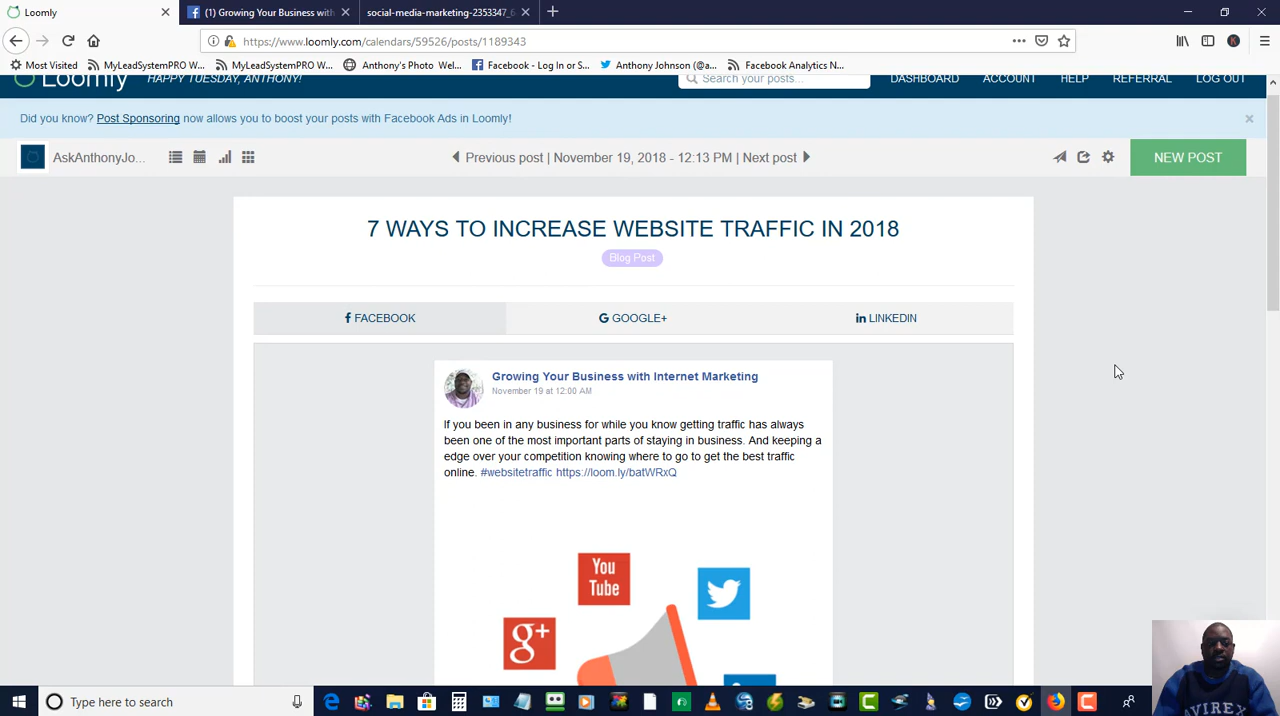 Loomly
(1) Growing Your Business with
social-media-marketing-2353347_6
https://www.loomly.com/calendars/59526/posts/1189343
Most Visited
MyLeadSystemPRO W...
MyLeadSystemPRO W...
Anthony's Photo Wel...
Facebook - Log In or S...
Anthony Johnson (@a...
Facebook Analytics N...
Loomly
HAPPY TUESDAY, ANTHONY!
Search your posts...
DASHBOARD
ACCOUNT
HELP
REFERRAL
LOG OUT
Did you know? Post Sponsoring now allows you to boost your posts with Facebook Ads in Loomly!
AskAnthonyJo...
Previous post | November 19, 2018 - 12:13 PM | Next post
NEW POST
7 WAYS TO INCREASE WEBSITE TRAFFIC IN 2018
Blog Post
FACEBOOK
GOOGLE+
LINKEDIN
Growing Your Business with Internet Marketing
November 19 at 12:00 AM
If you been in any business for while you know getting traffic has always
been one of the most important parts of staying in business. And keeping a
edge over your competition knowing where to go to get the best traffic
online. #websitetraffic https://loom.ly/batWRxQ
You
Tube
g+
Type here to search
AVIREX